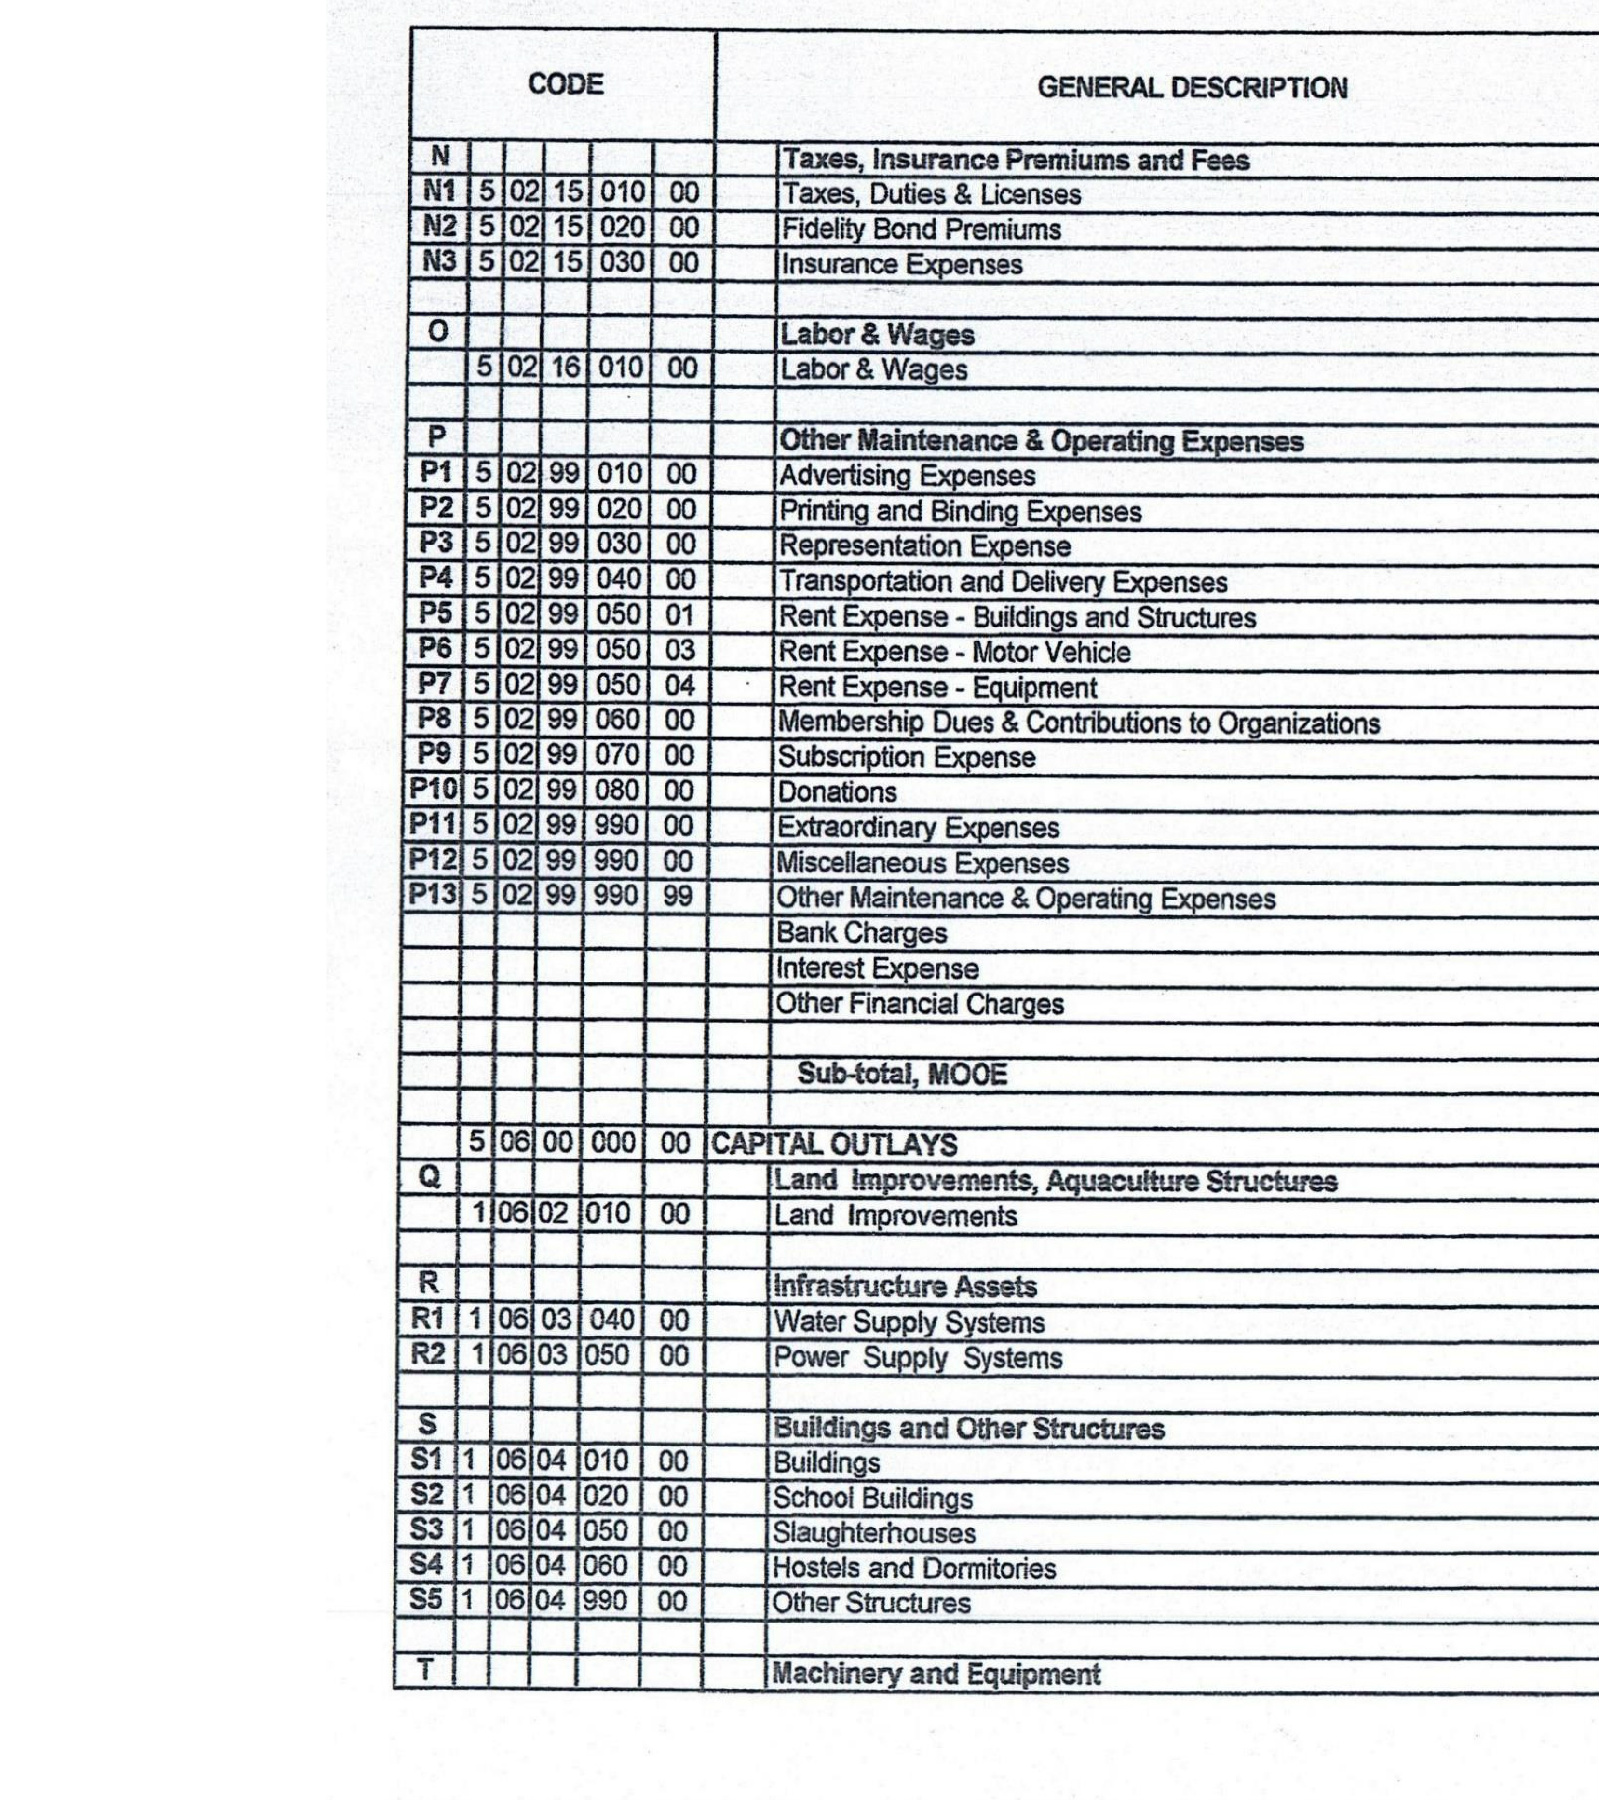 CODE GENERAL DESCRIPTION
N Taxes, Insurance Premiums and Fees
N1 5 02 15 010 00 Taxes, Duties & Licenses
N2 5 02 15 020 00 Fidelity Bond Premiums
N3 5 02 15 030 00 Insurance Expenses
O Labor & Wages
5 02 16 010 00 Labor & Wages
P Other Maintenance & Operating Expenses
P1 5 02 99 010 00 Advertising Expenses
P2 5 02 99 020 00 Printing and Binding Expenses
P3 5 02 99 030 00 Representation Expense
P4 5 02 99 040 00 Transportation and Delivery Expenses
P5 5 02 99 050 01 Rent Expense - Buildings and Structures
P6 5 02 99 050 03 Rent Expense - Motor Vehicle
P7 5 02 99 050 04 Rent Expense - Equipment
P8 5 02 99 060 00 Membership Dues & Contributions to Organizations
P9 5 02 99 070 00 Subscription Expense
P10 5 02 99 080 00 Donations
P11 5 02 99 990 00 Extraordinary Expenses
P12 5 02 99 990 00 Miscellaneous Expenses
P13 5 02 99 990 99 Other Maintenance & Operating Expenses
Bank Charges
Interest Expense
Other Financial Charges
Sub-total, MOOE
5 06 00 000 00 CAPITAL OUTLAYS
Q Land Improvements, Aquaculture Structures
1 06 02 010 00 Land Improvements
R Infrastructure Assets
R1 1 06 03 040 00 Water Supply Systems
R2 1 06 03 050 00 Power Supply Systems
S Buildings and Other Structures
S1 1 06 04 010 00 Buildings
S2 1 06 04 020 00 School Buildings
S3 1 06 04 050 00 Slaughterhouses
S4 1 06 04 060 00 Hostels and Dormitories
S5 1 06 04 990 00 Other Structures
T Machinery and Equipment